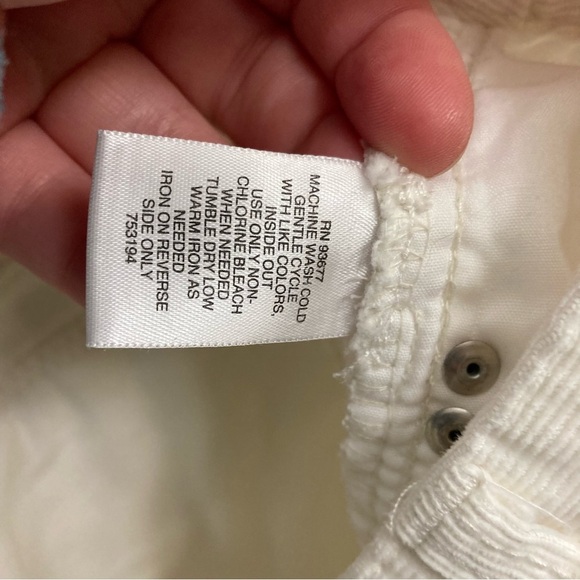 RN 93677
MACHINE WASH COLD
GENTLE CYCLE
WITH LIKE COLORS,
INSIDE OUT
USE ONLY NON-
CHLORINE BLEACH
WHEN NEEDED
TUMBLE DRY LOW
WARM IRON AS
NEEDED
IRON ON REVERSE
SIDE ONLY
753194